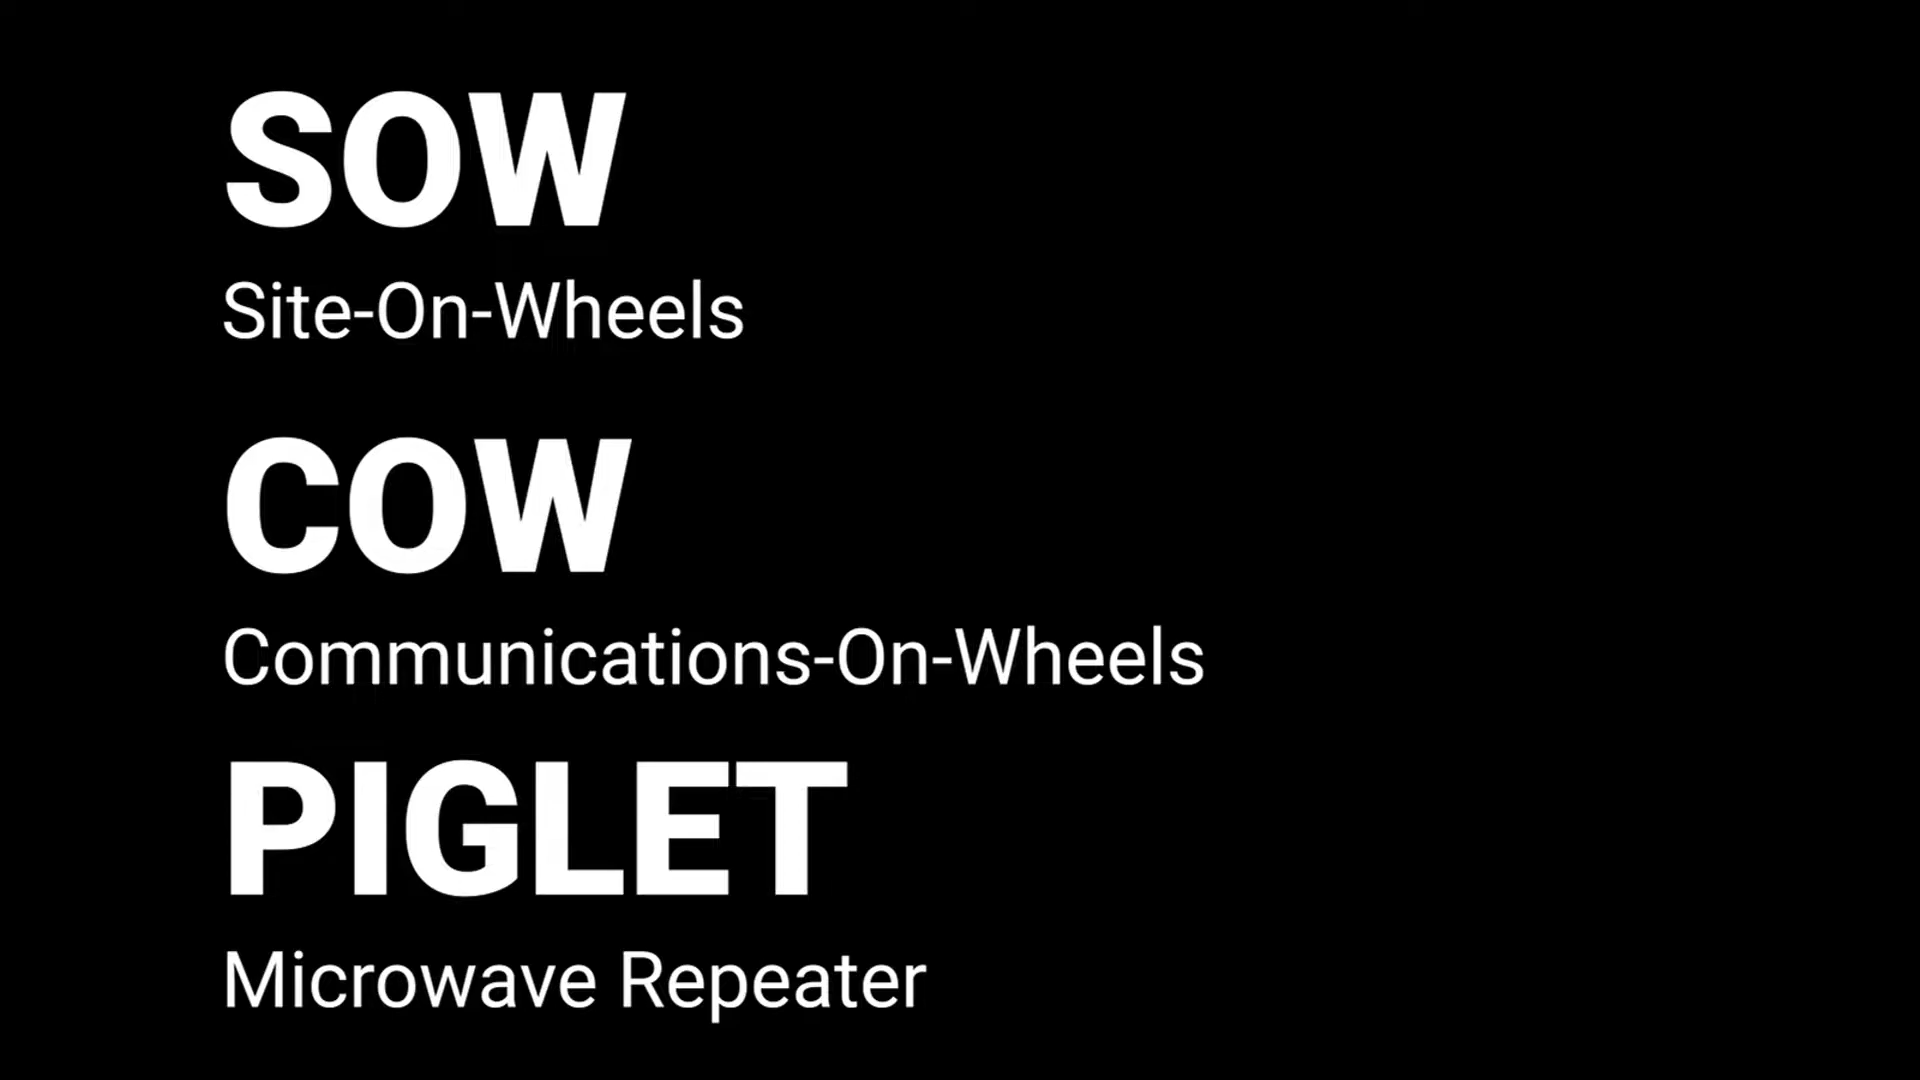 SOW
Site-On-Wheels
COW
Communications-On-Wheels
PIGLET
Microwave Repeater